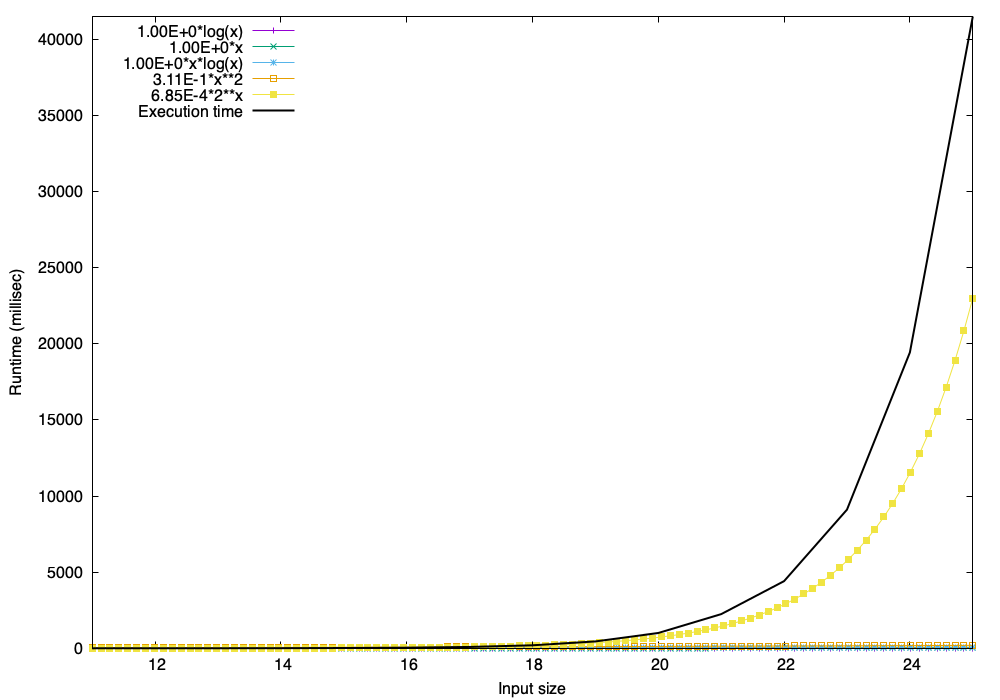 1.00E+0*log(x)
1.00E+0*x
1.00E+0*x*log(x)
3.11E-1*x**2
6.85E-4*2**x
Execution time
40000
35000
30000
25000
20000
15000
10000
5000
0
Runtime (millisec)
12 14 16 18 20 22 24
Input size